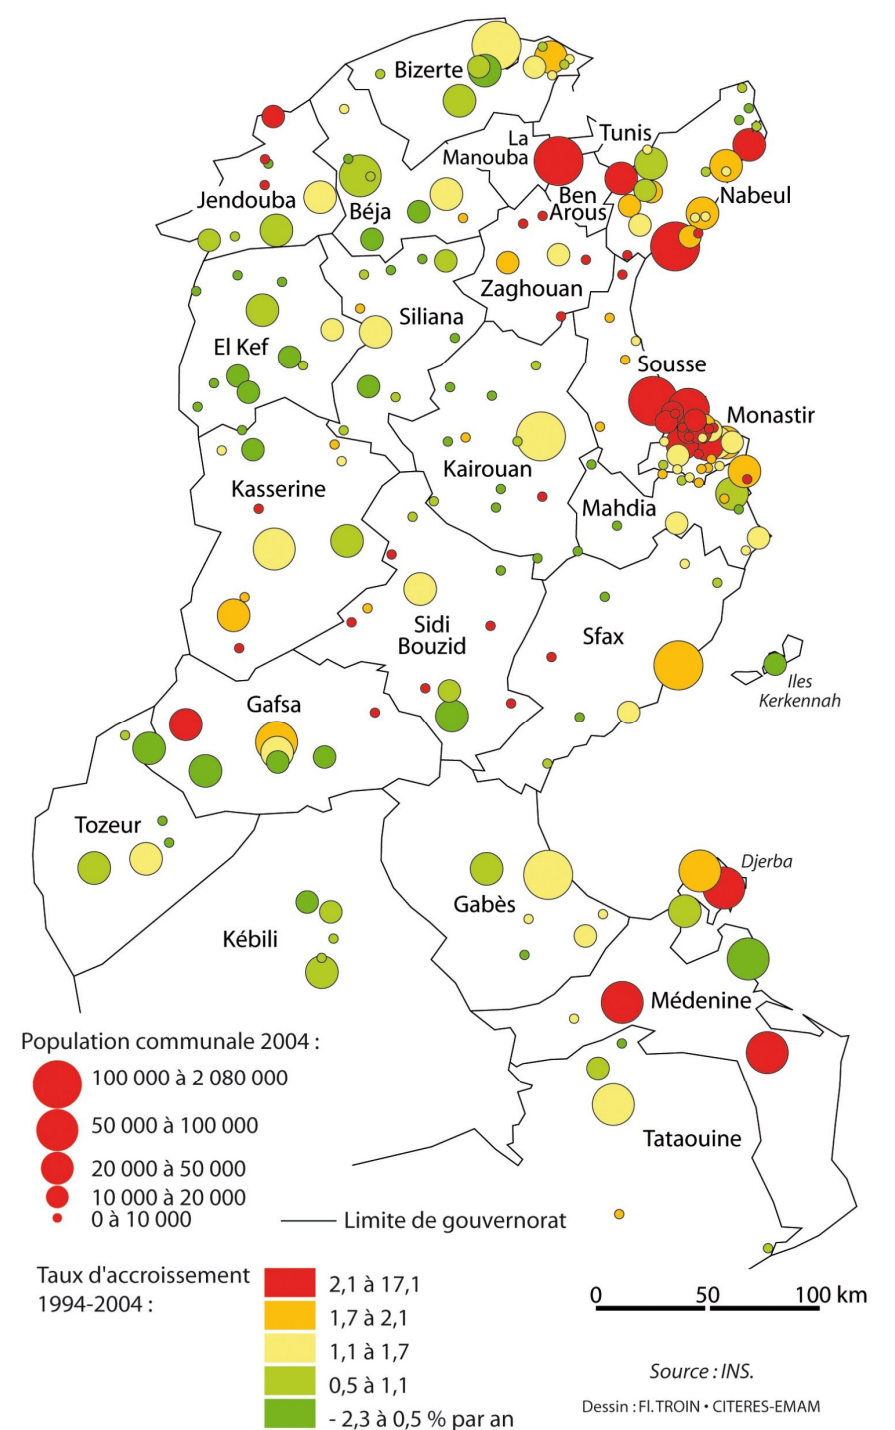 Bizerte
La
Manouba
Tunis
Jendouba
Béja
Ben
Arous
Nabeul
Zaghouan
Siliana
El Kef
Sousse
Monastir
Kairouan
Kasserine
Mahdia
Sidi
Bouzid
Sfax
Iles
Kerkennah
Gafsa
Tozeur
Djerba
Gabès
Kébili
Médenine
Tataouine
Population communale 2004 :
100 000 à 2 080 000
50 000 à 100 000
20 000 à 50 000
10 000 à 20 000
0 à 10 000
Limite de gouvernorat
Taux d'accroissement
1994-2004 :
2,1 à 17,1
1,7 à 2,1
1,1 à 1,7
0,5 à 1,1
- 2,3 à 0,5 % par an
0 50 100 km
Source : INS.
Dessin : Fl. TROIN • CITERES-EMAM